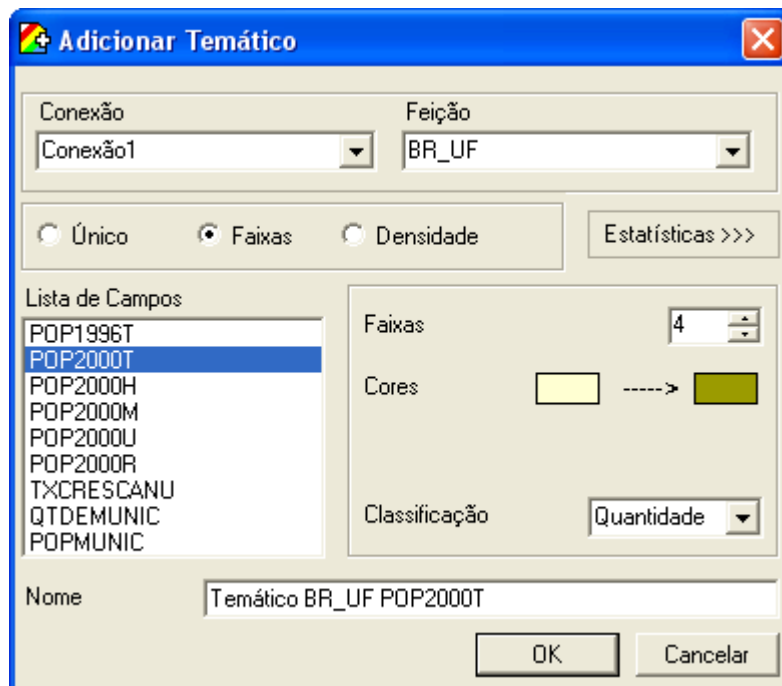 Adicionar Temático
Conexão Feição
Conexão1 BR_UF
Único Faixas Densidade Estatísticas >>>
Lista de Campos
POP1996T
POP2000T
POP2000H
POP2000M
POP2000U
POP2000R
TXCRESCANU
QTDEMUNIC
POPMUNIC
Faixas 4
Cores ----->
Classificação Quantidade
Nome Temático BR_UF POP2000T
OK Cancelar